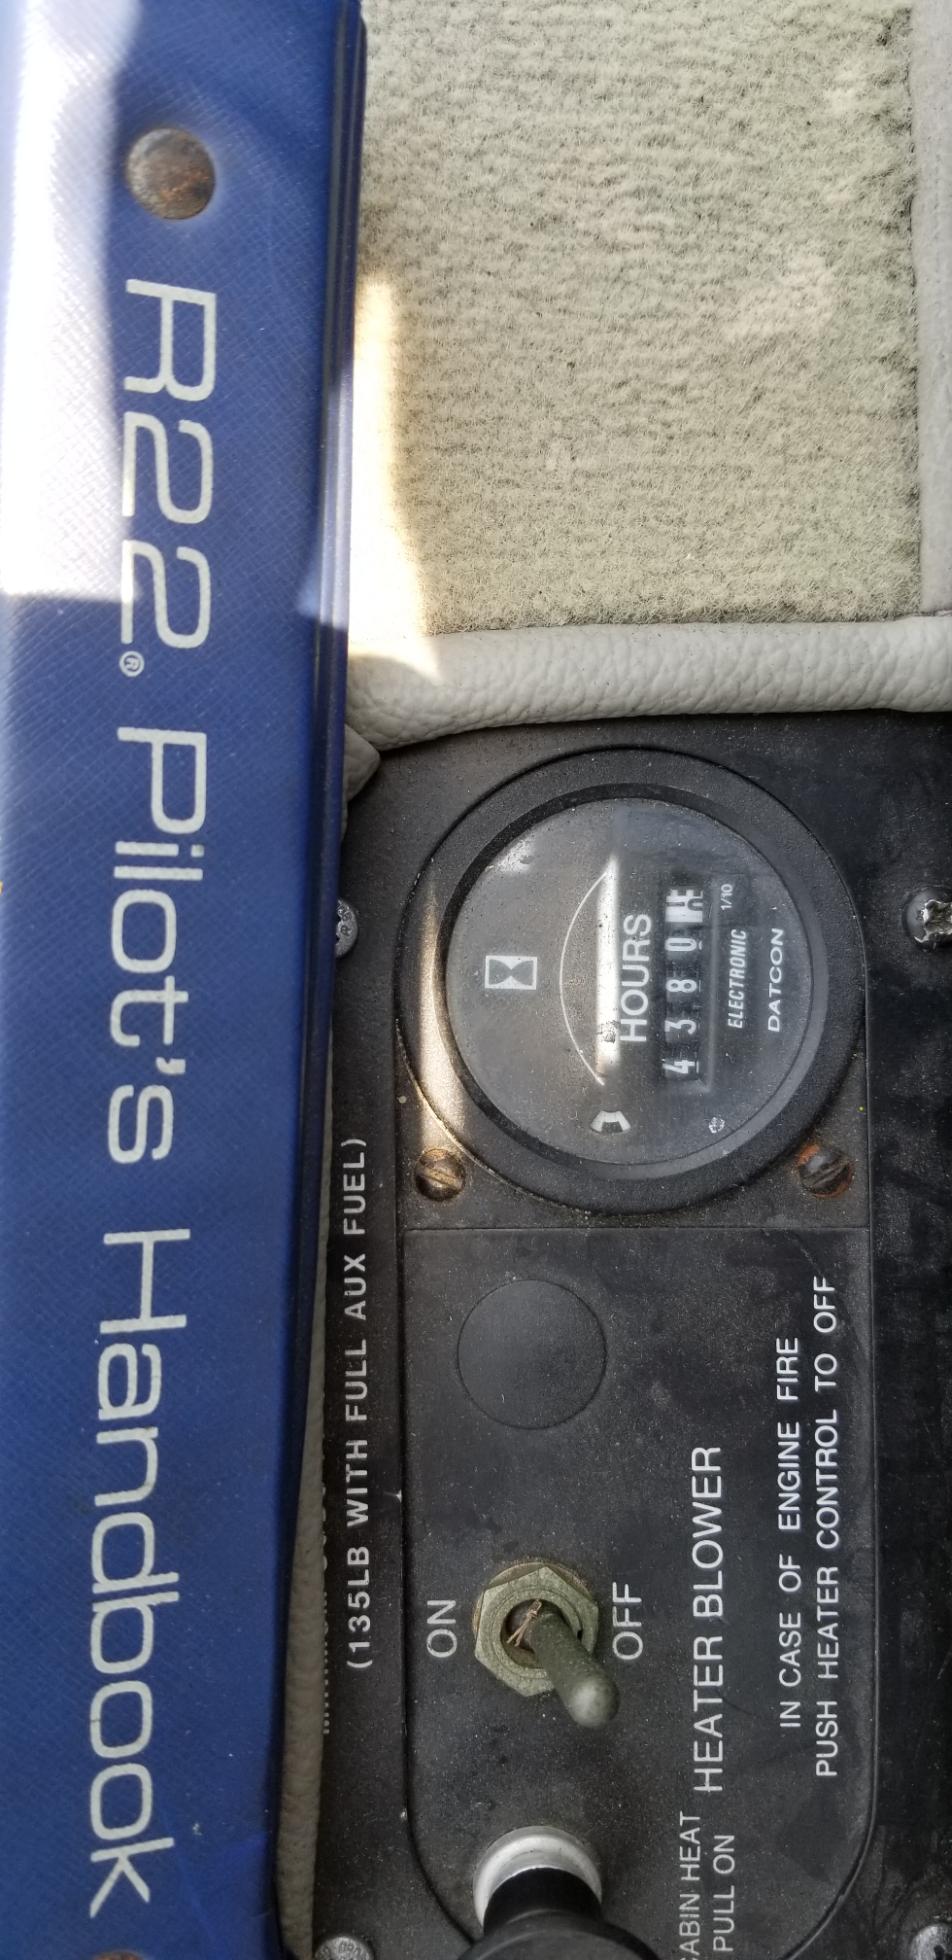 R22® Pilot's Handbook
HOURS
4380
1/10
ELECTRONIC
DATCON
(135LB WITH FULL AUX FUEL)
ON
OFF
HEATER BLOWER
CABIN HEAT
PULL ON
IN CASE OF ENGINE FIRE
PUSH HEATER CONTROL TO OFF